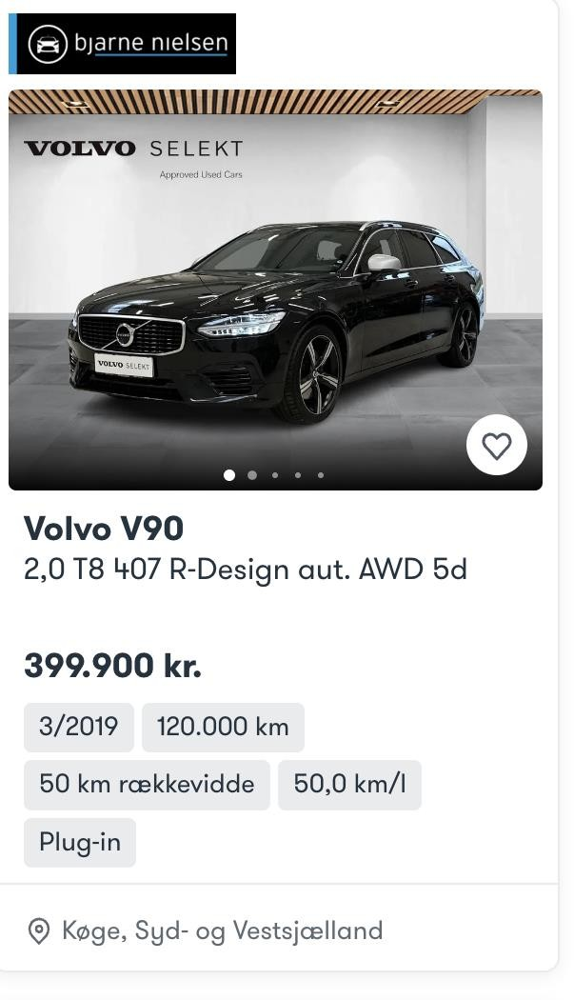 bjarne nielsen
VOLVO SELEKT
Approved Used Cars
VOLVO SELEKT
Volvo V90
2,0 T8 407 R-Design aut. AWD 5d
399.900 kr.
3/2019 120.000 km
50 km rækkevidde 50,0 km/l
Plug-in
Køge, Syd- og Vestsjælland